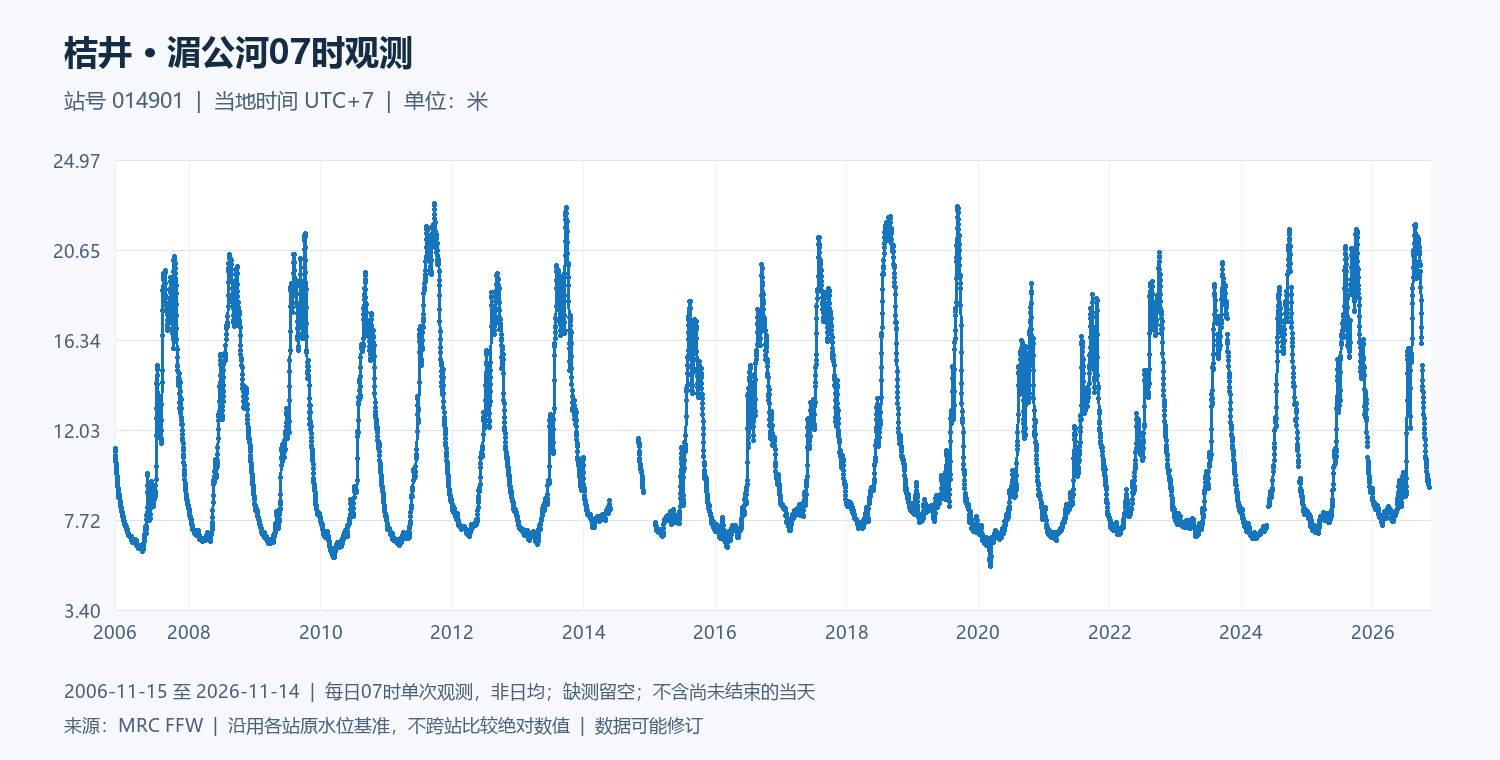 桔井 • 湄公河07时观测
站号 014901 | 当地时间 UTC+7 | 单位：米
24.97
20.65
16.34
12.03
7.72
3.40
2006 2008 2010 2012 2014 2016 2018 2020 2022 2024 2026
2006-11-15 至 2026-11-14 | 每日07时单次观测，非日均；缺测留空；不含尚未结束的当天
来源：MRC FFW | 沿用各站原水位基准，不跨站比较绝对数值 | 数据可能修订